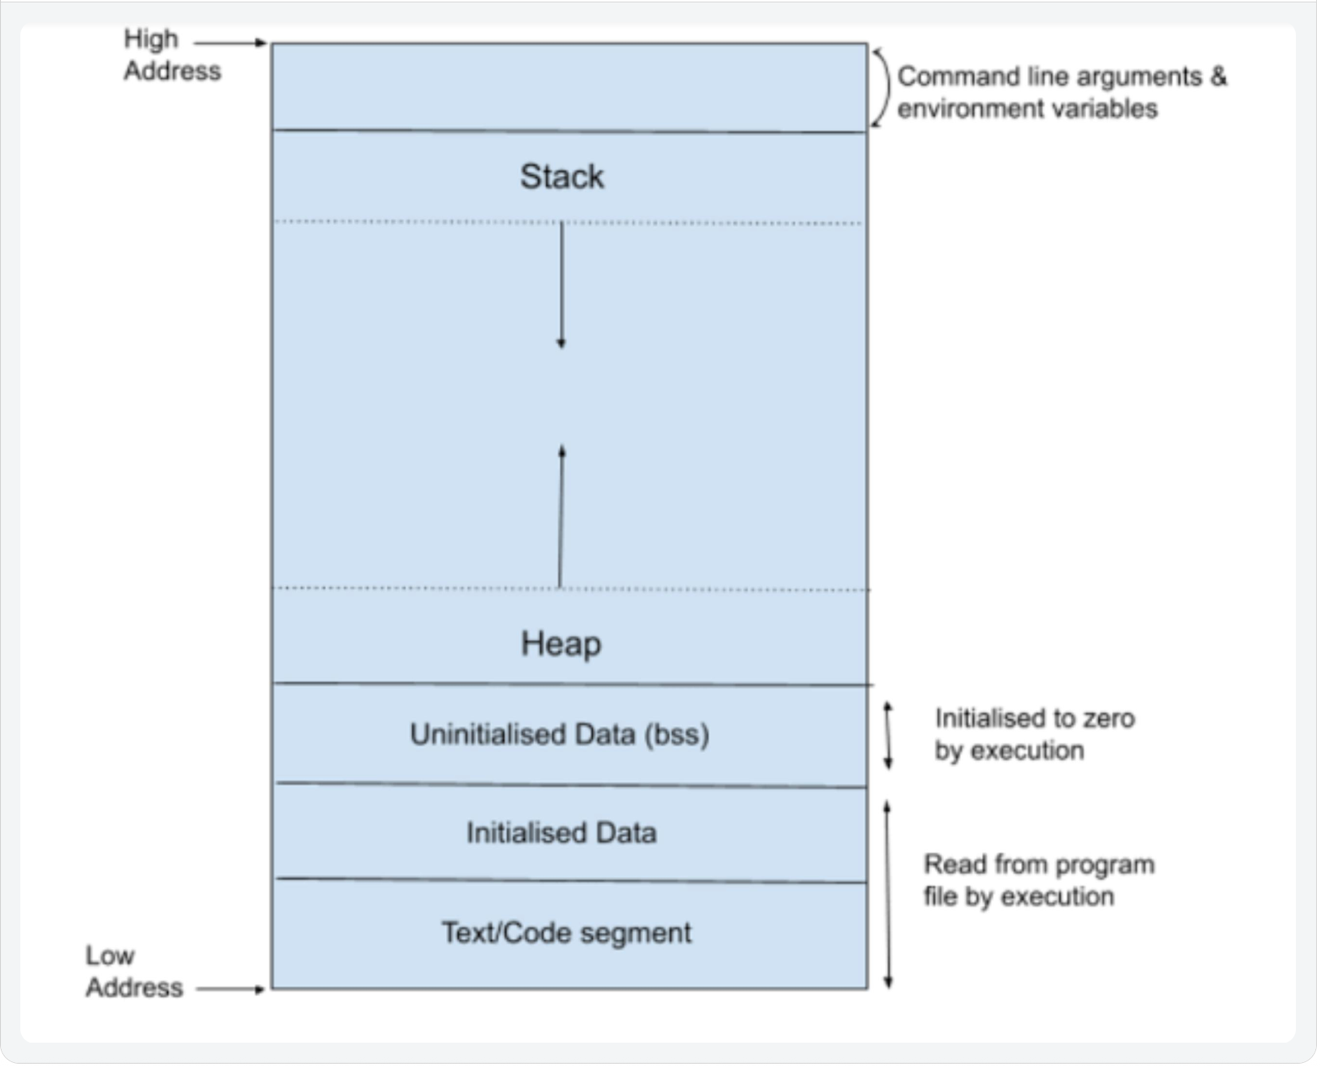 High
Address
Command line arguments &
environment variables
Stack
Heap
Uninitialised Data (bss)
Initialised to zero
by execution
Initialised Data
Read from program
file by execution
Text/Code segment
Low
Address